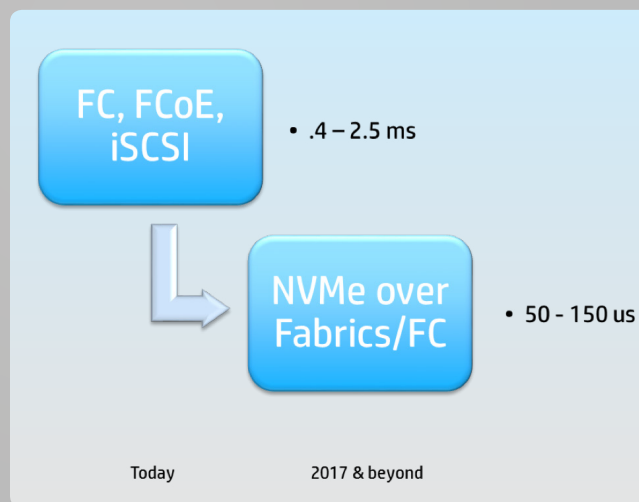 FC, FCoE,
iSCSI
• .4 – 2.5 ms
NVMe over
Fabrics/FC
• 50 - 150 us
Today
2017 & beyond